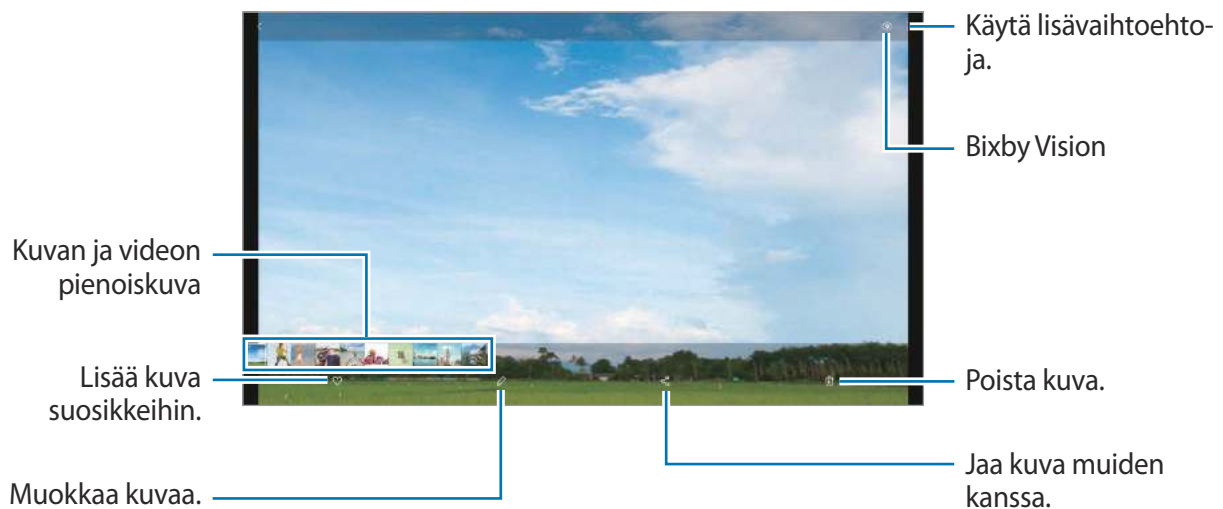 Käytä lisävaihtoehto-
ja.
Bixby Vision
Kuvan ja videon
pienoiskuva
Lisää kuva
suosikkeihin.
Poista kuva.
Muokkaa kuvaa.
Jaa kuva muiden
kanssa.